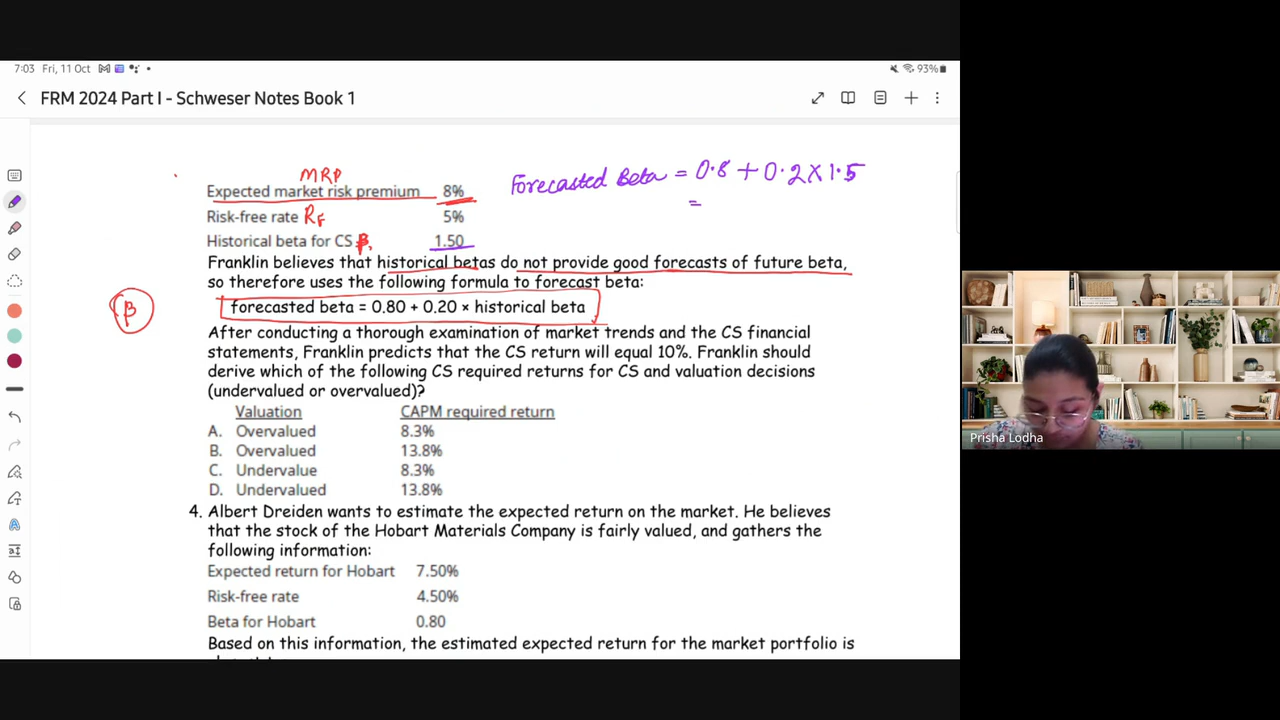 7:03 Fri, 11 Oct
93%
FRM 2024 Part I - Schweser Notes Book 1
MRP
Forecasted Beta = 0.8 + 0.2 X 1.5
=
Expected market risk premium 8%
Risk-free rate RF 5%
Historical beta for CS β 1.50
Franklin believes that historical betas do not provide good forecasts of future beta,
so therefore uses the following formula to forecast beta:
β
forecasted beta = 0.80 + 0.20 × historical beta
After conducting a thorough examination of market trends and the CS financial
statements, Franklin predicts that the CS return will equal 10%. Franklin should
derive which of the following CS required returns for CS and valuation decisions
(undervalued or overvalued)?
Valuation CAPM required return
A. Overvalued 8.3%
B. Overvalued 13.8%
C. Undervalue 8.3%
D. Undervalued 13.8%
4. Albert Dreiden wants to estimate the expected return on the market. He believes
that the stock of the Hobart Materials Company is fairly valued, and gathers the
following information:
Expected return for Hobart 7.50%
Risk-free rate 4.50%
Beta for Hobart 0.80
Based on this information, the estimated expected return for the market portfolio is
Prisha Lodha